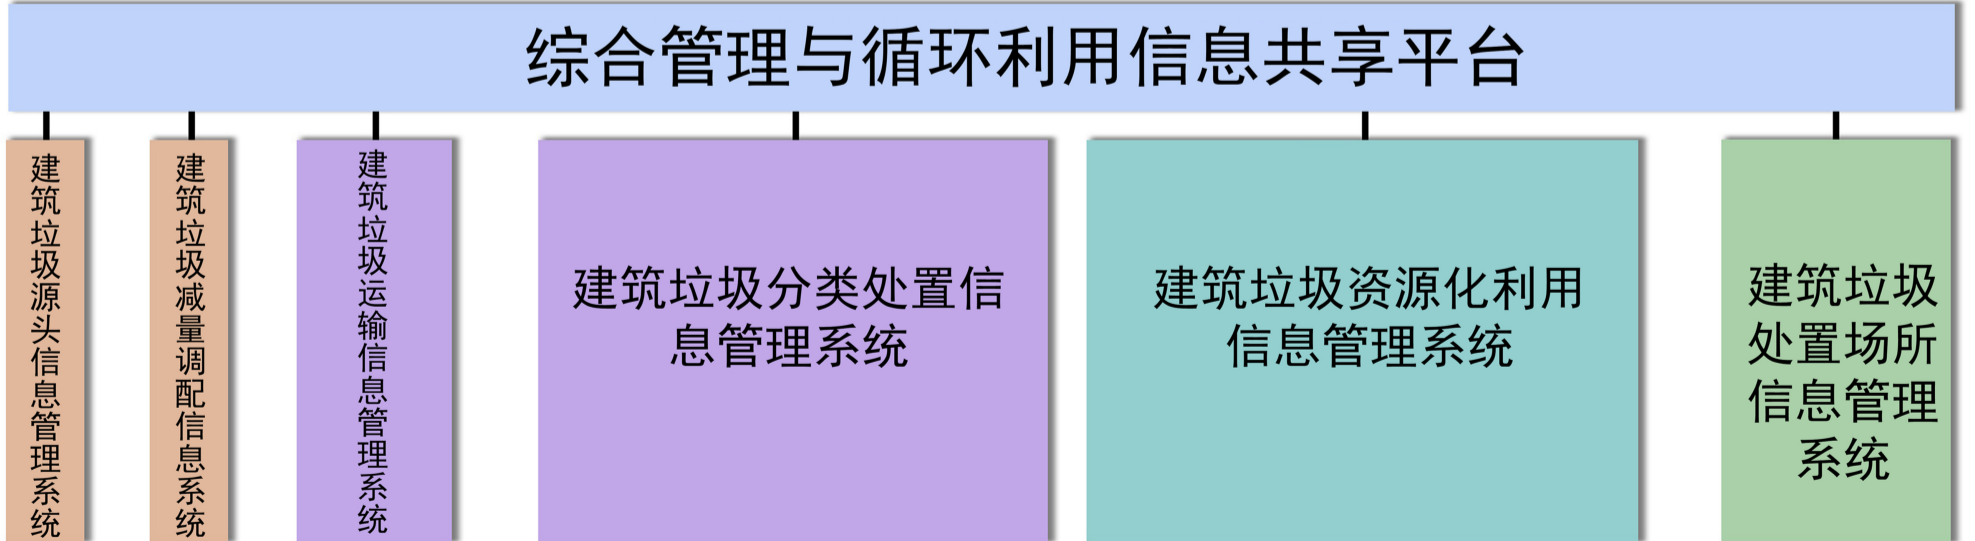 综合管理与循环利用信息共享平台
建筑垃圾源头信息管理系统
建筑垃圾减量调配信息系统
建筑垃圾运输信息管理系统
建筑垃圾分类处置信
息管理系统
建筑垃圾资源化利用
信息管理系统
建筑垃圾
处置场所
信息管理
系统